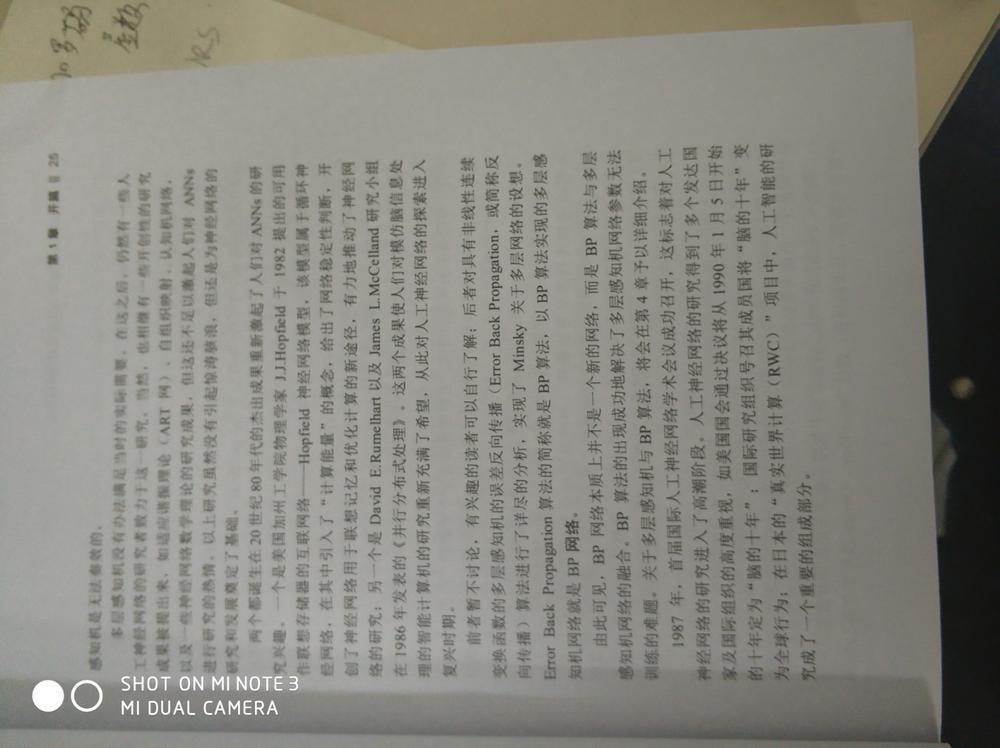 第 1 章 开篇 25
感知机是无法奏效的。
多层感知机没有办法满足当时的实际需要，在这之后，仍然有一些人
工神经网络的研究者致力于这一研究，当然，也相继有一些开创性的研究
成果被提出来，如适应谐振理论（ART 网）、自组织映射、认知机网络，
以及一些神经网络数学理论的研究成果，但这还不足以激起人们对 ANNs
进行研究的热情。以上研究虽然没有引起惊涛骇浪，但还是为神经网络的
研究和发展奠定了基础。
两个都诞生在 20 世纪 80 年代的杰出成果重新激起了人们对 ANNs 的研
究兴趣。一个是美国加州工学院物理学家 J.J.Hopfield 于 1982 提出的可用
作联想存储器的互联网络——Hopfield 神经网络模型，该模型属于循环神
经网络，在其中引入了“计算能量”的概念，给出了网络稳定性判断，开
创了神经网络用于联想记忆和优化计算的新途径，有力地推动了神经网
络的研究；另一个是 David E.Rumelhart 以及 James L.McCelland 研究小组
在 1986 年发表的《并行分布式处理》。这两个成果使人们对模仿脑信息处
理的智能计算机的研究重新充满了希望，从此对人工神经网络的探索进入
复兴时期。
前者暂不讨论，有兴趣的读者可以自行了解；后者对具有非线性连续
变换函数的多层感知机的误差反向传播（Error Back Propagation，或简称反
向传播）算法进行了详尽的分析，实现了 Minsky 关于多层网络的设想。
Error Back Propagation 算法的简称就是 BP 算法，以 BP 算法实现的多层感
知机网络就是 BP 网络。
由此可见，BP 网络本质上并不是一个新的网络，而是 BP 算法与多层
感知机网络的融合。BP 算法的出现成功地解决了多层感知机网络参数无法
训练的难题。关于多层感知机与 BP 算法，将会在第 4 章予以详细介绍。
1987 年，首届国际人工神经网络学术会议成功召开，这标志着对人工
神经网络的研究进入了高潮阶段。人工神经网络的研究得到了多个发达国
家及国际组织的高度重视，如美国国会通过决议将从 1990 年 1 月 5 日开始
的十年定为“脑的十年”；国际研究组织号召其成员国将“脑的十年”变
为全球行为；在日本的“真实世界计算（RWC）”项目中，人工智能的研
究成了一个重要的组成部分。
SHOT ON MI NOTE 3
MI DUAL CAMERA